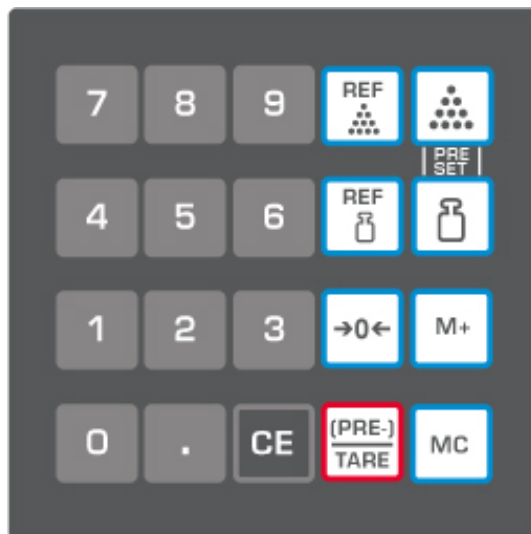 7 8 9 REF
PRE
SET
4 5 6 REF
1 2 3 →0← M+
0 . CE (PRE-) MC
TARE